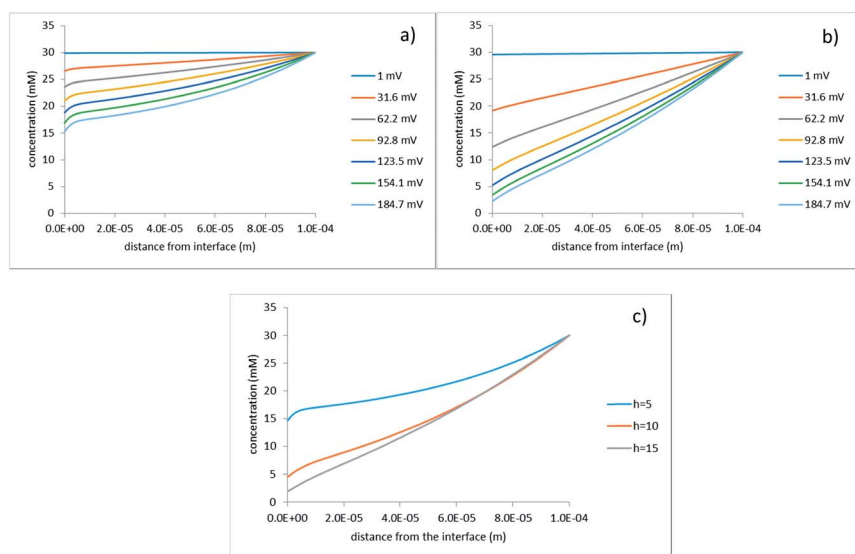 a)
35
30
25
20
15
10
5
0
concentration (mM)
0.0E+00 2.0E-05 4.0E-05 6.0E-05 8.0E-05 1.0E-04
distance from interface (m)
1 mV
31.6 mV
62.2 mV
92.8 mV
123.5 mV
154.1 mV
184.7 mV
b)
35
30
25
20
15
10
5
0
concentration (mM)
0.0E+00 2.0E-05 4.0E-05 6.0E-05 8.0E-05 1.0E-04
distance from interface (m)
1 mV
31.6 mV
62.2 mV
92.8 mV
123.5 mV
154.1 mV
184.7 mV
c)
35
30
25
20
15
10
5
0
concentration (mM)
0.0E+00 2.0E-05 4.0E-05 6.0E-05 8.0E-05 1.0E-04
distance from the interface (m)
h=5
h=10
h=15